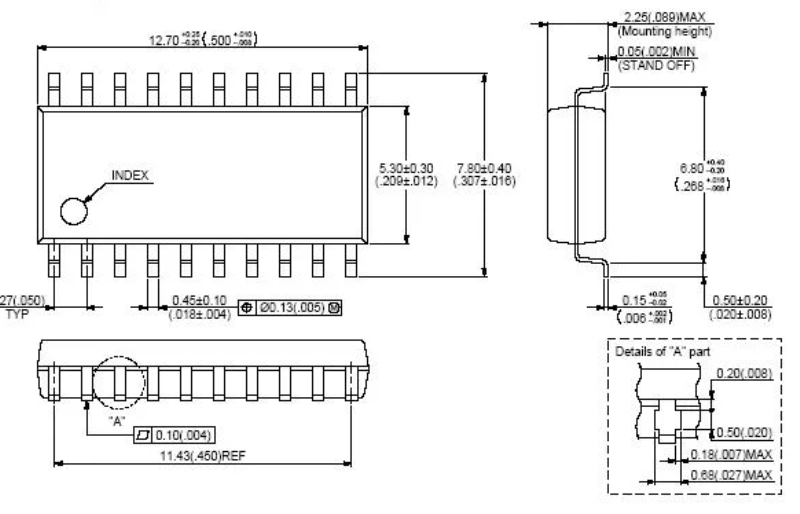 12.70 +0.25 -0.20 (.500 +.010 -.008)
2.25(.089)MAX
(Mounting height)
0.05(.002)MIN
(STAND OFF)
INDEX
5.30±0.30
(.209±.012)
7.80±0.40
(.307±.016)
6.80 +0.40 -0.20
(.268 +.016 -.008)
27(.050)
TYP
0.45±0.10
(.018±.004)
⌖ Ø0.13(.005) Ⓜ
0.15 +0.05 -0.02
(.006 +.002 -.001)
0.50±0.20
(.020±.008)
Details of "A" part
0.20(.008)
0.50(.020)
0.18(.007)MAX
0.68(.027)MAX
"A"
0.10(.004)
11.43(.450)REF